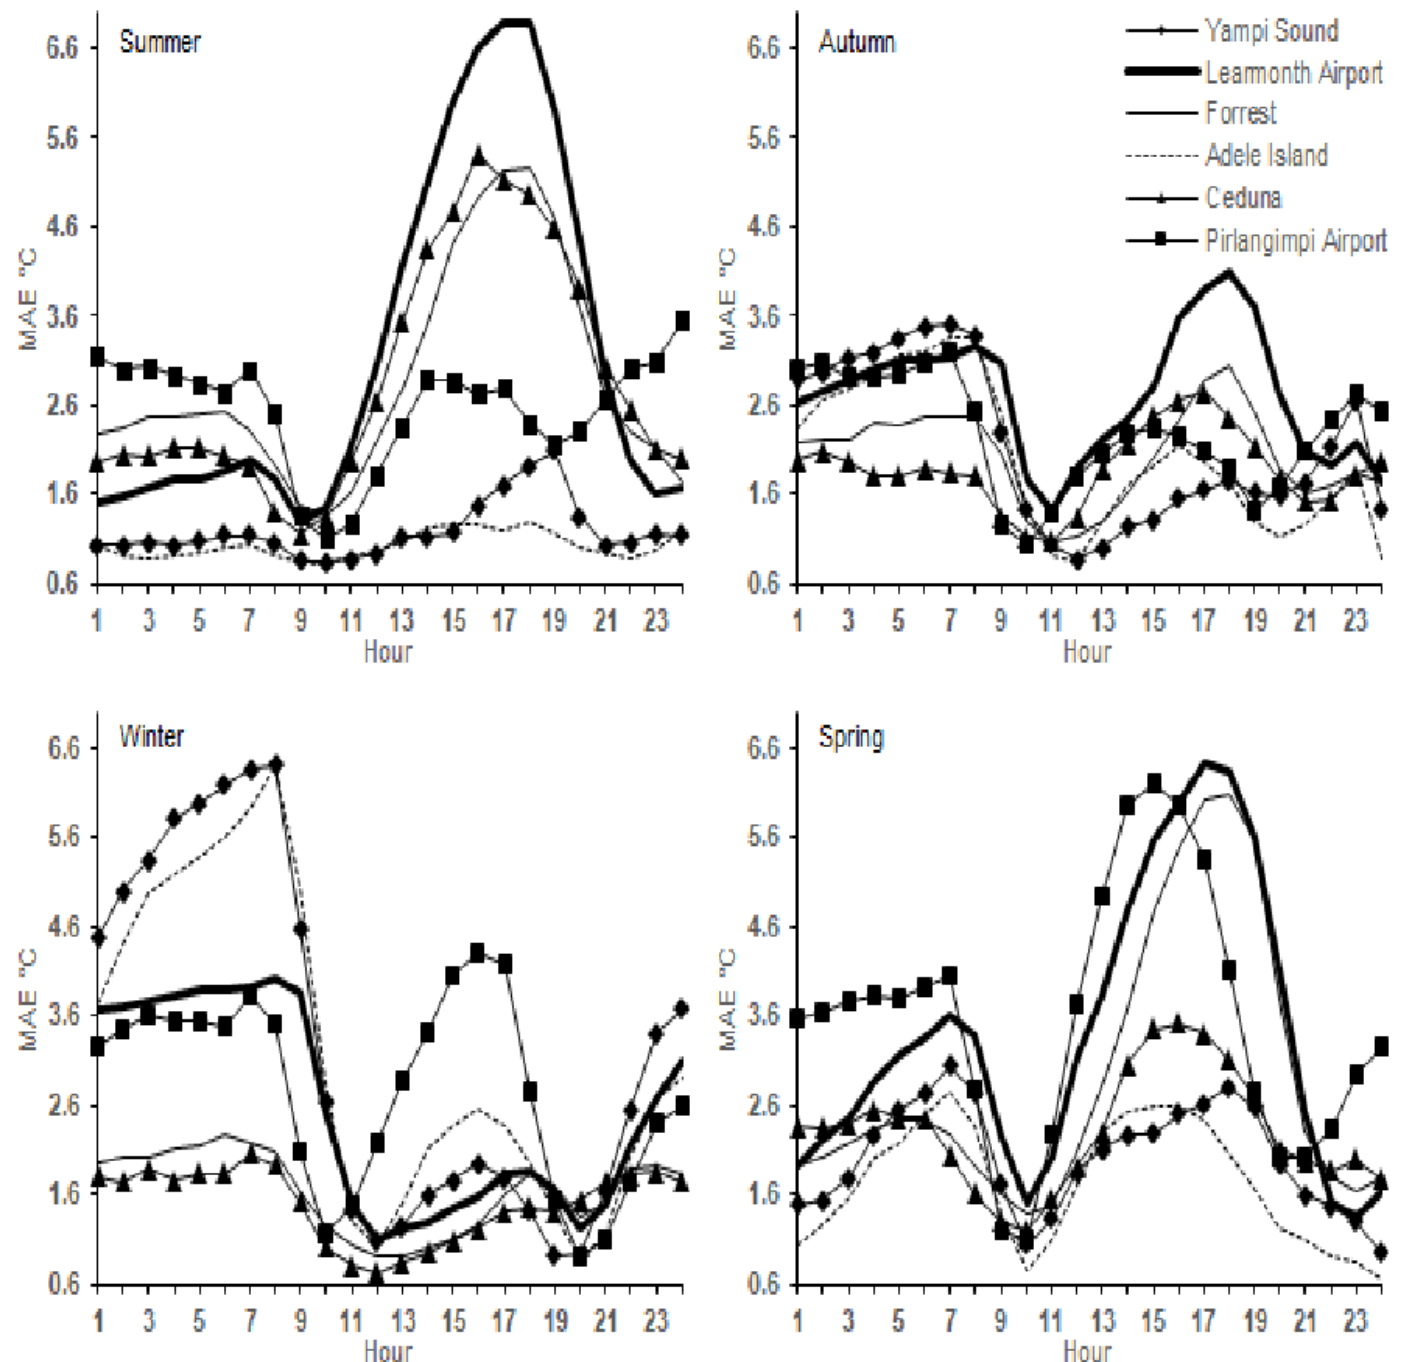 Summer
6.6
5.6
4.6
3.6
2.6
1.6
0.6
MAE °C
1 3 5 7 9 11 13 15 17 19 21 23
Hour
Autumn
6.6
5.6
4.6
3.6
2.6
1.6
0.6
MAE °C
1 3 5 7 9 11 13 15 17 19 21 23
Hour
Yampi Sound
Learmonth Airport
Forrest
Adele Island
Ceduna
Pirlangimpi Airport
Winter
6.6
5.6
4.6
3.6
2.6
1.6
0.6
MAE °C
1 3 5 7 9 11 13 15 17 19 21 23
Hour
Spring
6.6
5.6
4.6
3.6
2.6
1.6
0.6
MAE °C
1 3 5 7 9 11 13 15 17 19 21 23
Hour